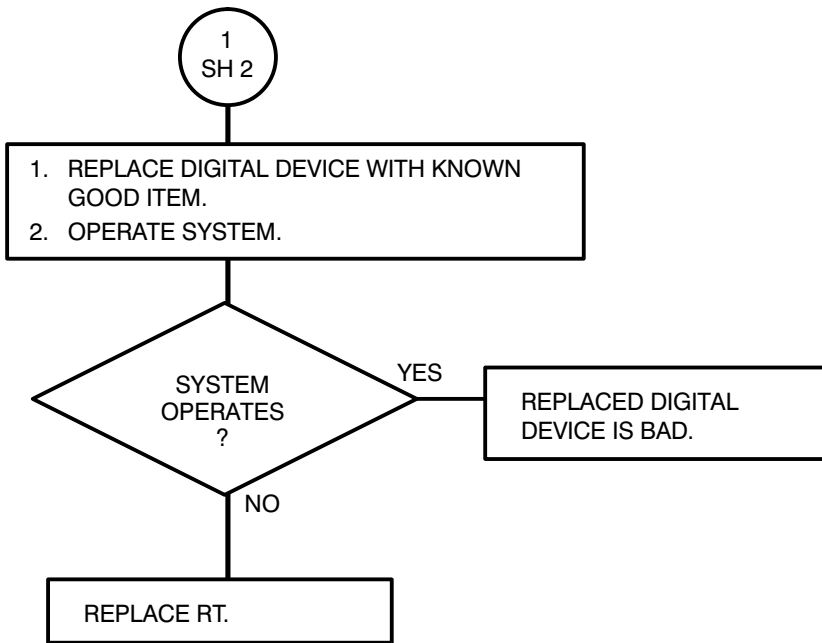 1
SH 2
1. REPLACE DIGITAL DEVICE WITH KNOWN
GOOD ITEM.
2. OPERATE SYSTEM.
SYSTEM
OPERATES
?
YES
REPLACED DIGITAL
DEVICE IS BAD.
NO
REPLACE RT.